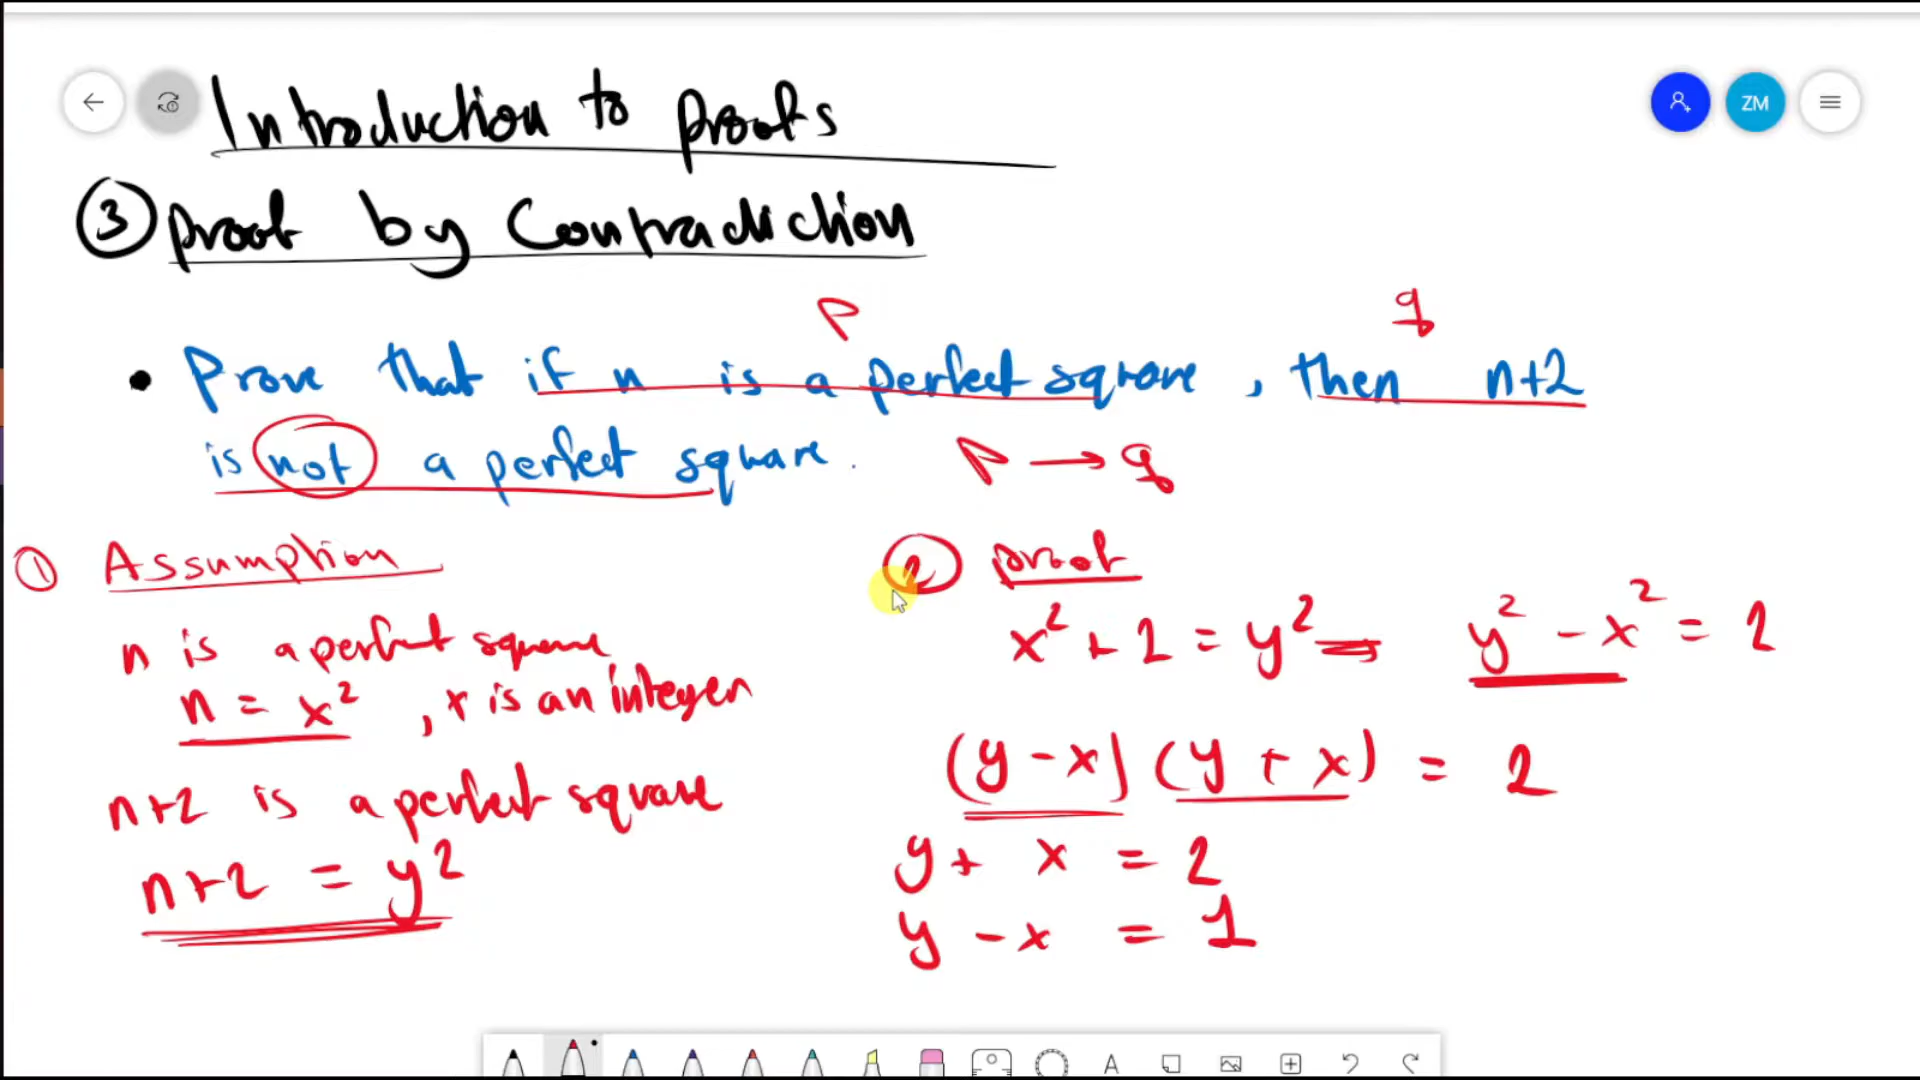 Introduction to proofs
ZM
③ proof by Contradiction
P q
• Prove that if n is a perfect square, then n+2
is not a perfect square. P → q
① Assumption
n is a perfect square
n = x², x is an integer
n+2 is a perfect square
n+2 = y²
② proof
x² + 2 = y² ⇒ y² - x² = 2
(y - x) (y + x) = 2
y + x = 2
y - x = 1
A